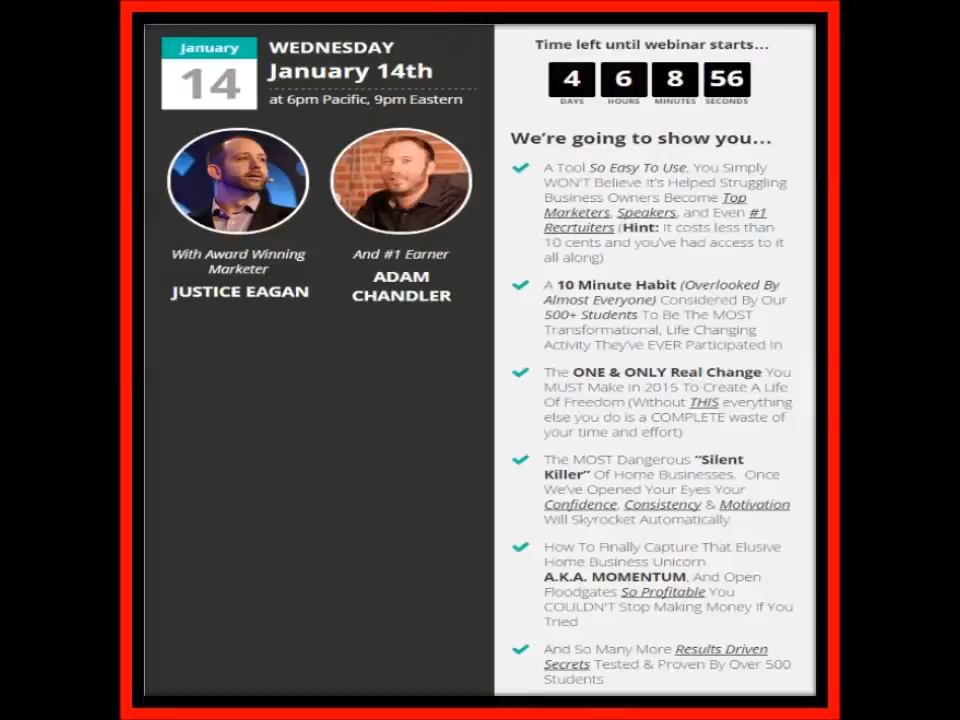 January
14
WEDNESDAY
January 14th
at 6pm Pacific, 9pm Eastern
With Award Winning
Marketer
JUSTICE EAGAN
And #1 Earner
ADAM
CHANDLER
Time left until webinar starts...
4 6 8 56
DAYS HOURS MINUTES SECONDS
We're going to show you...
A Tool So Easy To Use, You Simply
WON'T Believe It's Helped Struggling
Business Owners Become Top
Marketers, Speakers, and Even #1
Recrtuiters (Hint: It costs less than
10 cents and you've had access to it
all along)
A 10 Minute Habit (Overlooked By
Almost Everyone) Considered By Our
500+ Students To Be The MOST
Transformational, Life Changing
Activity They've EVER Participated In
The ONE & ONLY Real Change You
MUST Make in 2015 To Create A Life
Of Freedom (Without THIS everything
else you do is a COMPLETE waste of
your time and effort)
The MOST Dangerous "Silent
Killer" Of Home Businesses. Once
We've Opened Your Eyes Your
Confidence, Consistency & Motivation
Will Skyrocket Automatically
How To Finally Capture That Elusive
Home Business Unicorn
A.K.A. MOMENTUM, And Open
Floodgates So Profitable You
COULDN'T Stop Making Money If You
Tried
And So Many More Results Driven
Secrets Tested & Proven By Over 500
Students